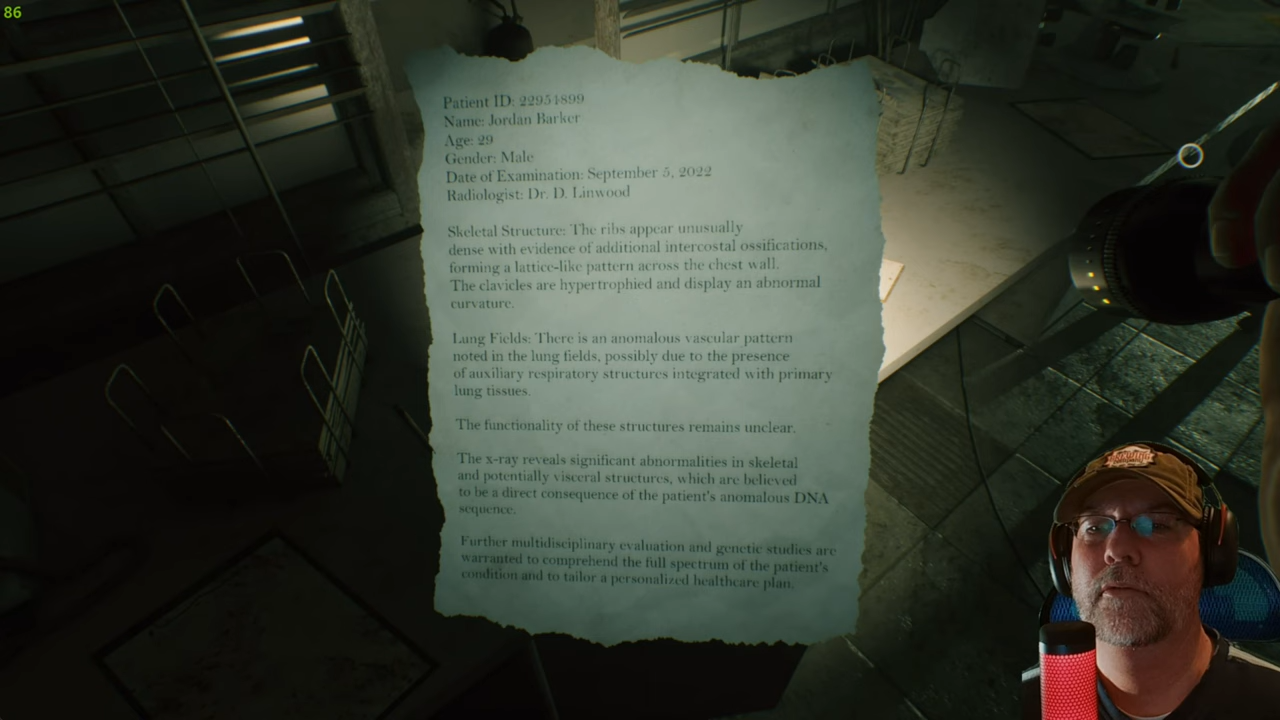 86
Patient ID: 22951899
Name: Jordan Barker
Age: 29
Gender: Male
Date of Examination: September 5, 2022
Radiologist: Dr. D. Linwood
Skeletal Structure: The ribs appear unusually
dense with evidence of additional intercostal ossifications,
forming a lattice-like pattern across the chest wall.
The clavicles are hypertrophied and display an abnormal
curvature.
Lung Fields: There is an anomalous vascular pattern
noted in the lung fields, possibly due to the presence
of auxiliary respiratory structures integrated with primary
lung tissues.
The functionality of these structures remains unclear.
The x-ray reveals significant abnormalities in skeletal
and potentially visceral structures, which are believed
to be a direct consequence of the patient's anomalous DNA
sequence.
Further multidisciplinary evaluation and genetic studies are
warranted to comprehend the full spectrum of the patient's
condition and to tailor a personalized healthcare plan.